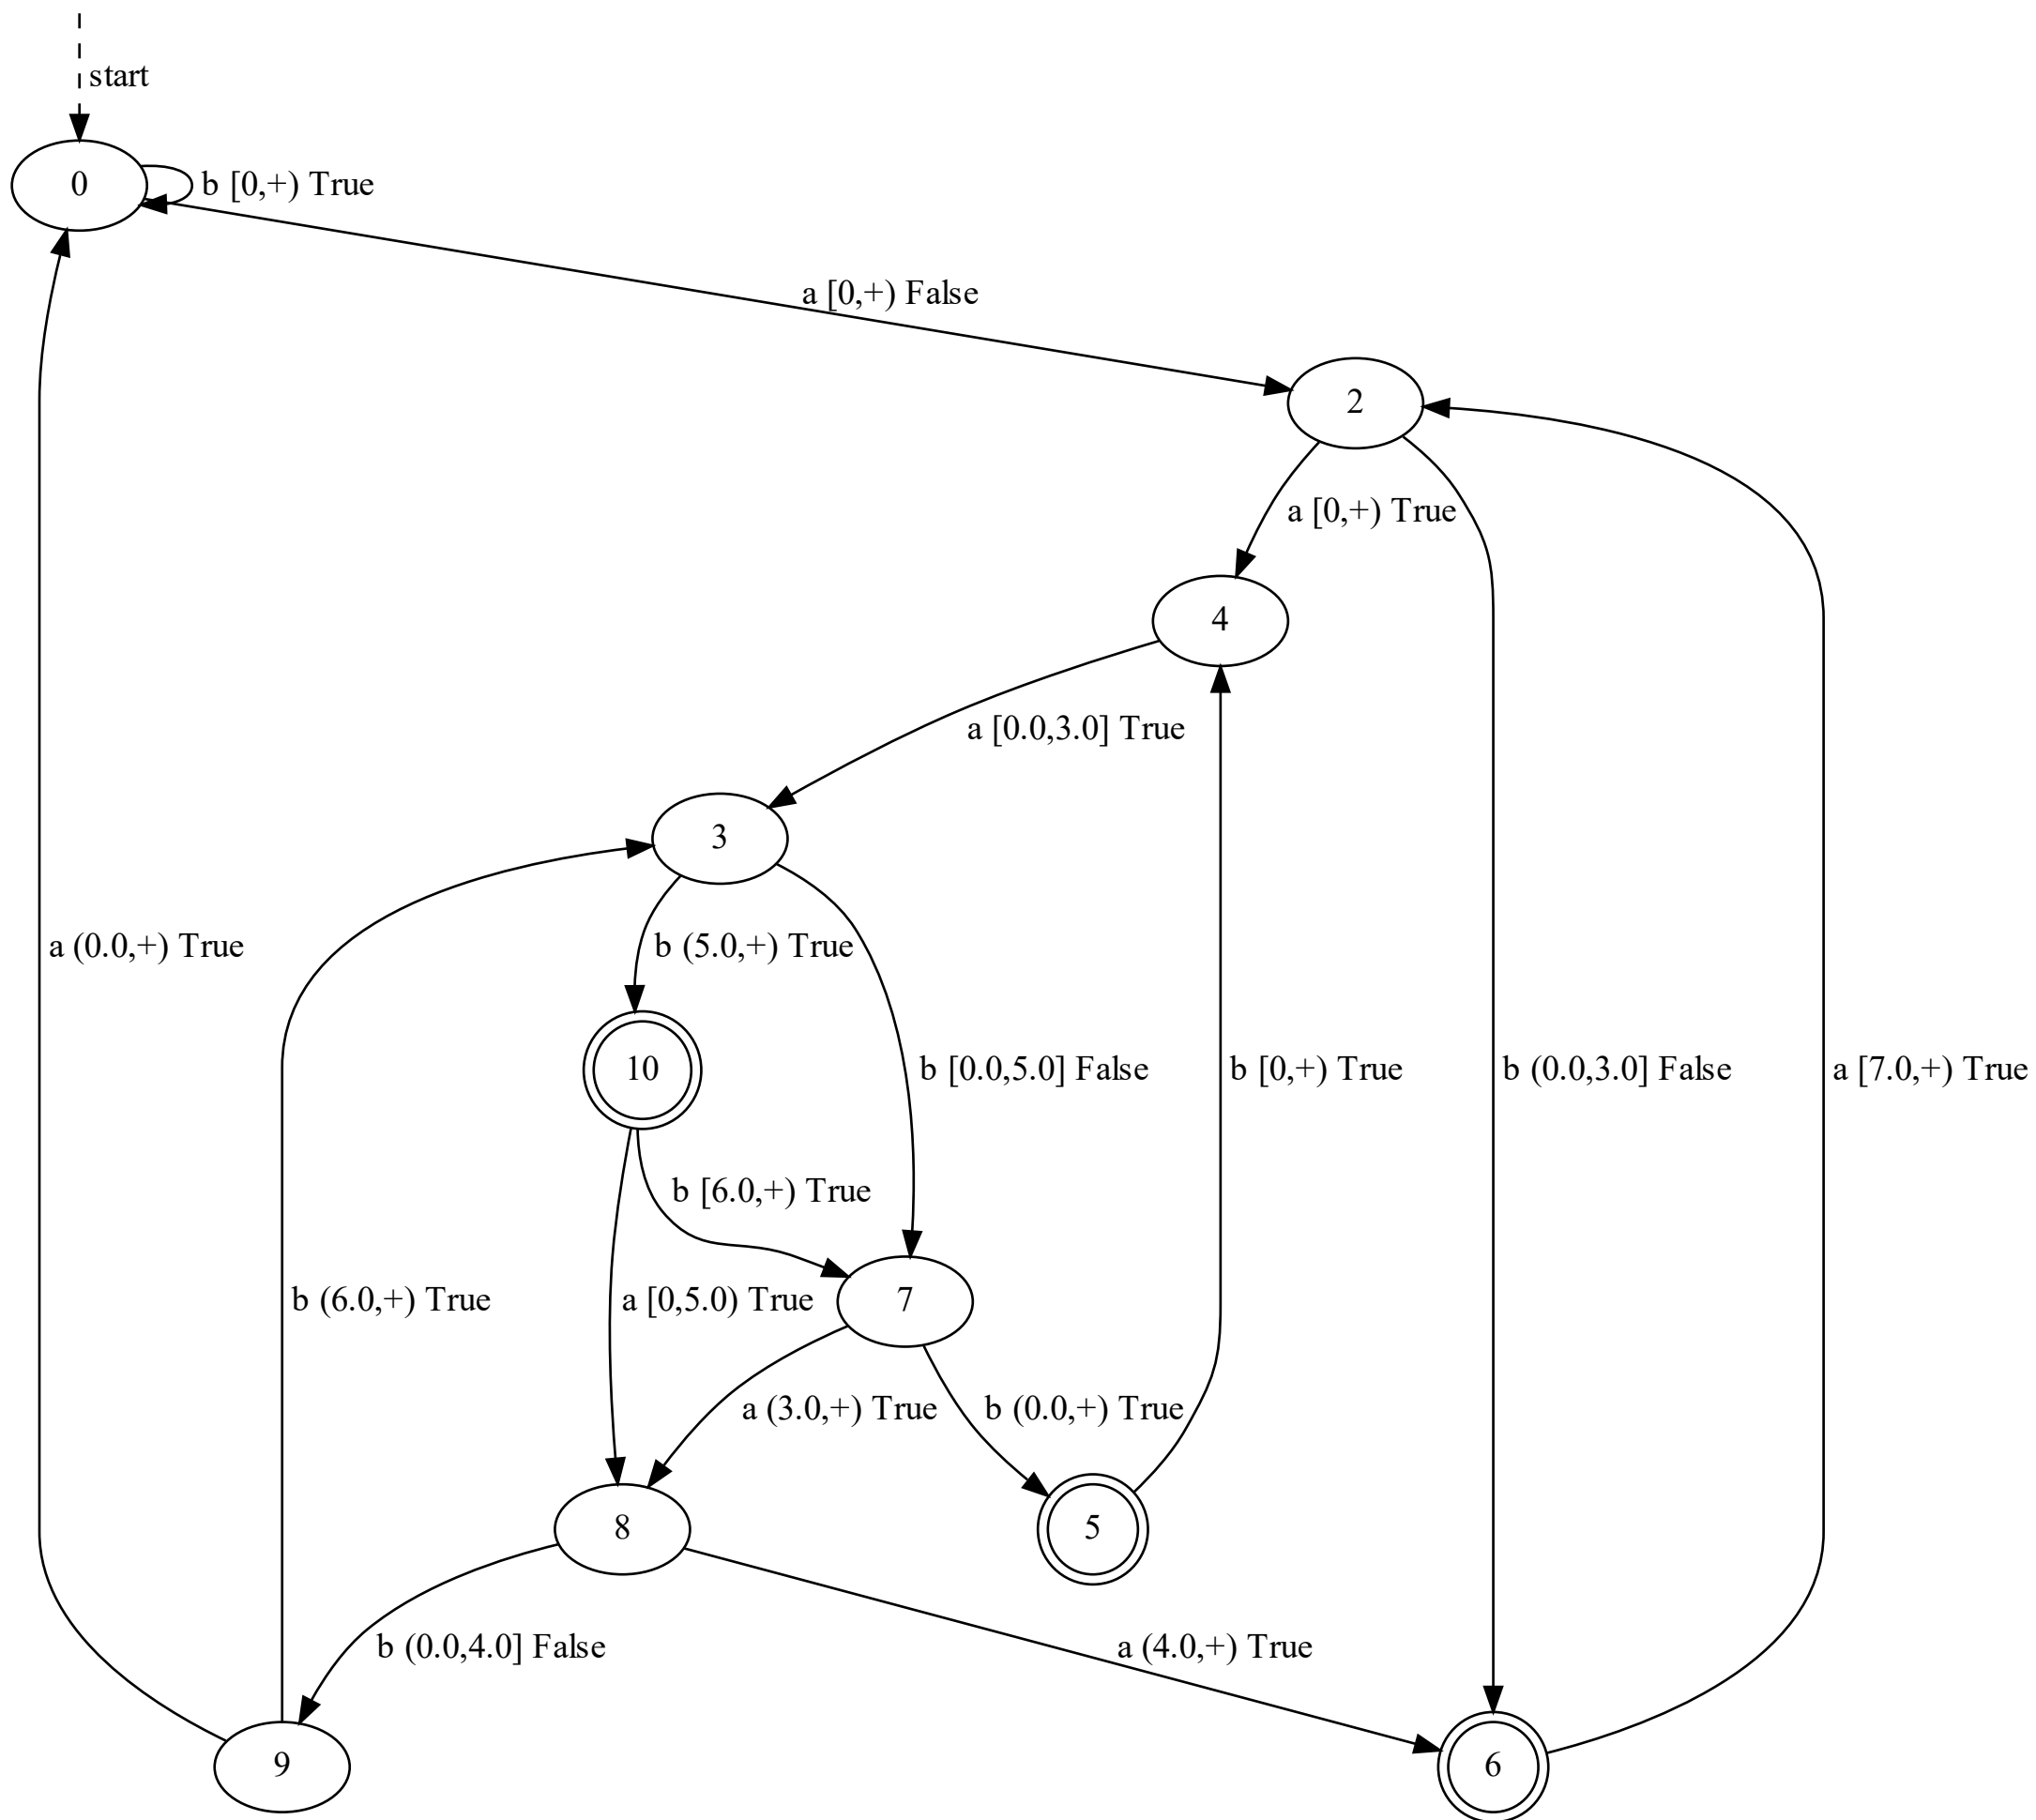 start
0
b [0,+) True
a [0,+) False
2
a [0,+) True
4
a [0.0,3.0] True
3
a (0.0,+) True
b (5.0,+) True
10
b [0.0,5.0] False
b [0,+) True
b (0.0,3.0] False
a [7.0,+) True
b [6.0,+) True
b (6.0,+) True
a [0,5.0) True
7
a (3.0,+) True
b (0.0,+) True
8
5
b (0.0,4.0] False
a (4.0,+) True
9
6